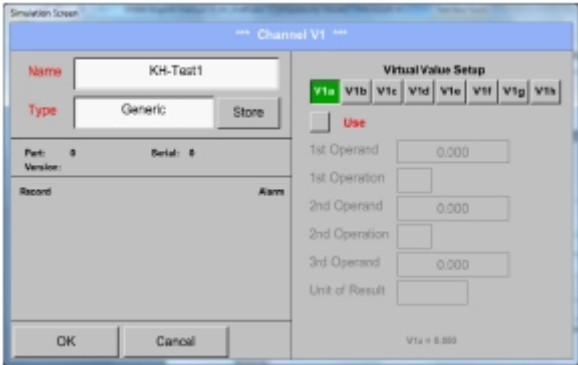 Simulation Screen
*** Channel V1 ***
Name
KH-Test1
Type
Generic
Store
Part: 0
Serial: 0
Version:
Record
Alarm
OK
Cancel
Virtual Value Setup
V1a V1b V1c V1d V1e V1f V1g V1h
Use
1st Operand
0.000
1st Operation
2nd Operand
0.000
2nd Operation
3rd Operand
0.000
Unit of Result
V1a = 0.000